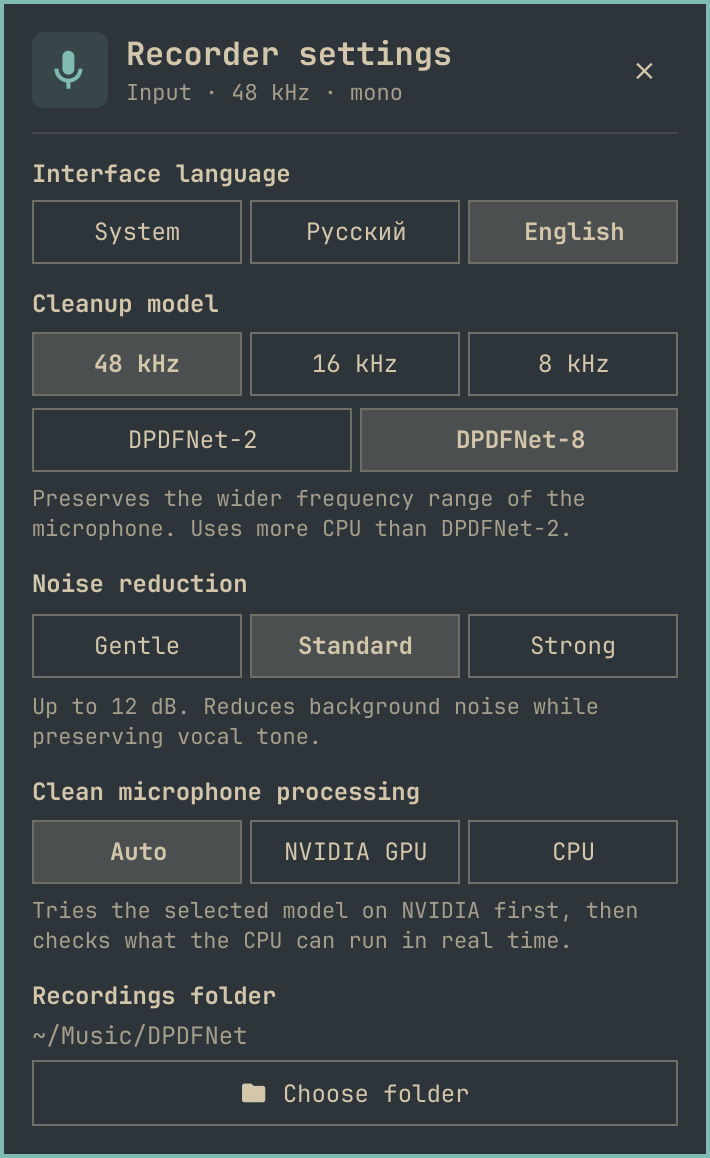 Recorder settings
Input · 48 kHz · mono
Interface language
System
Русский
English
Cleanup model
48 kHz
16 kHz
8 kHz
DPDFNet-2
DPDFNet-8
Preserves the wider frequency range of the
microphone. Uses more CPU than DPDFNet-2.
Noise reduction
Gentle
Standard
Strong
Up to 12 dB. Reduces background noise while
preserving vocal tone.
Clean microphone processing
Auto
NVIDIA GPU
CPU
Tries the selected model on NVIDIA first, then
checks what the CPU can run in real time.
Recordings folder
~/Music/DPDFNet
Choose folder